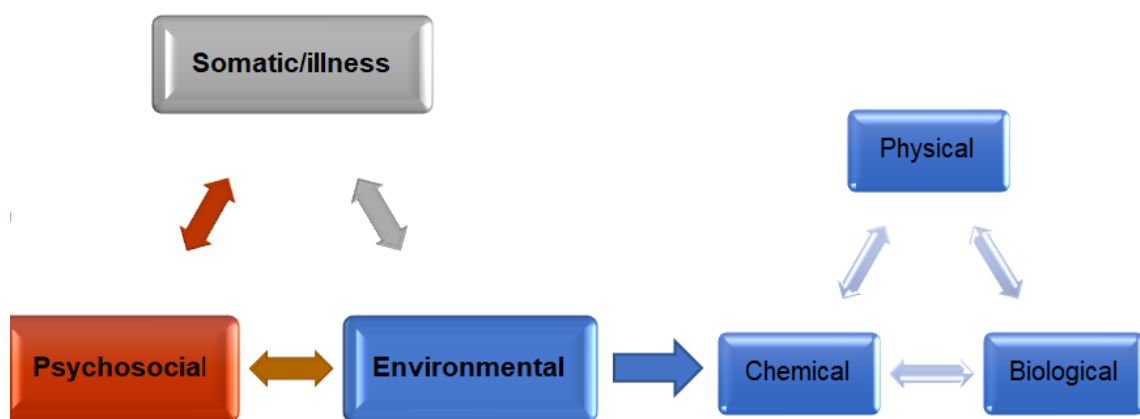 Somatic/illness
Physical
Psychosocial
Environmental
Chemical
Biological